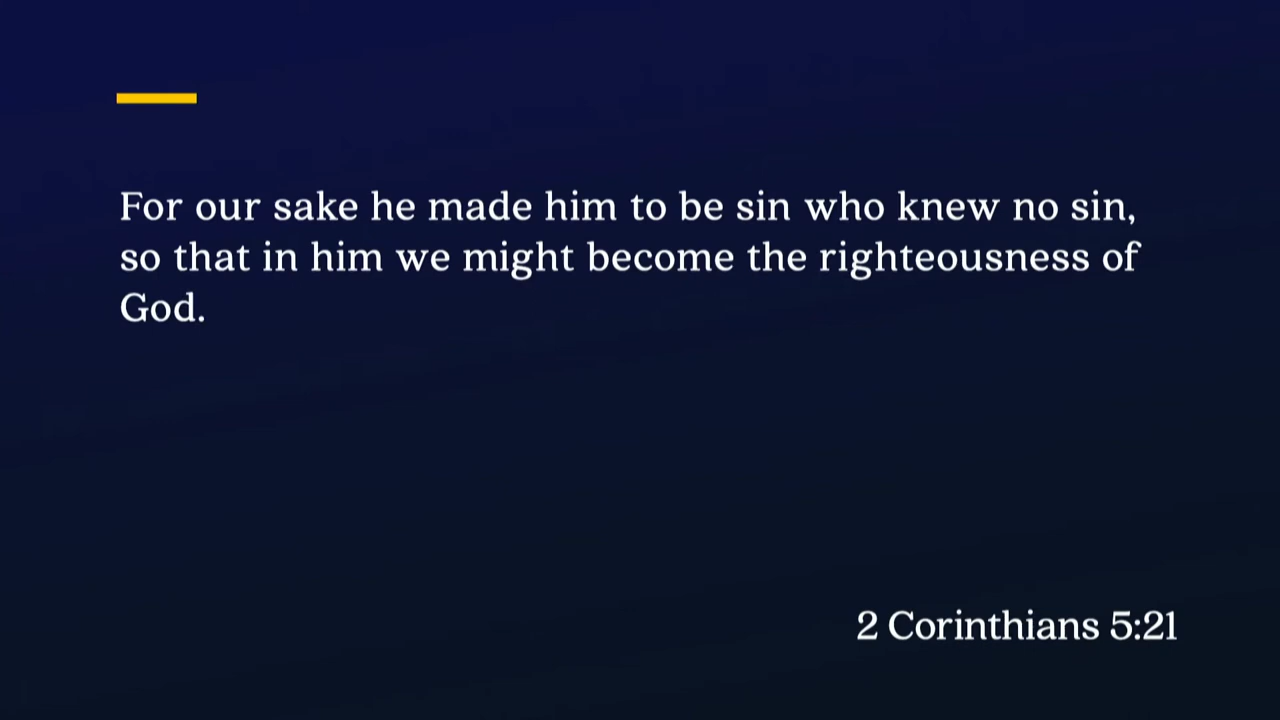 For our sake he made him to be sin who knew no sin,
so that in him we might become the righteousness of
God.
2 Corinthians 5:21